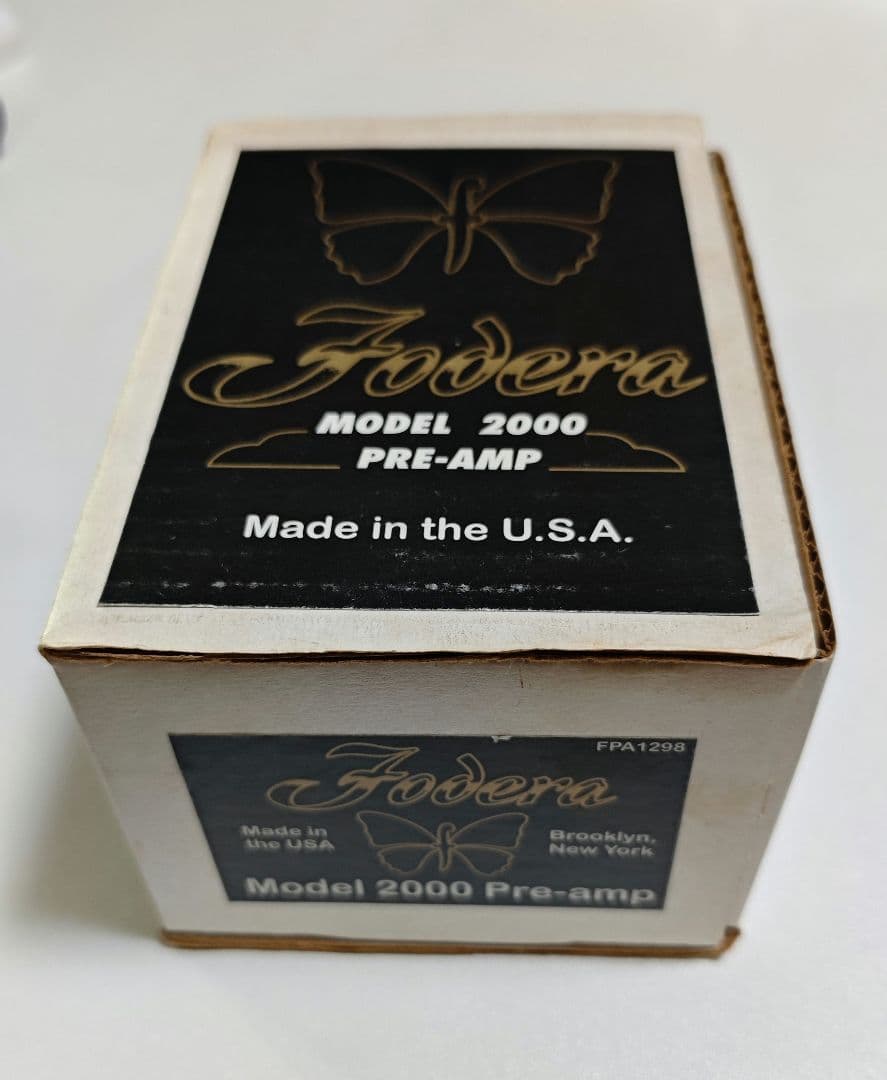 Fodera
MODEL 2000
PRE-AMP
Made in the U.S.A.
FPA1298
Fodera
Made in
the USA
Brooklyn,
New York
Model 2000 Pre-amp